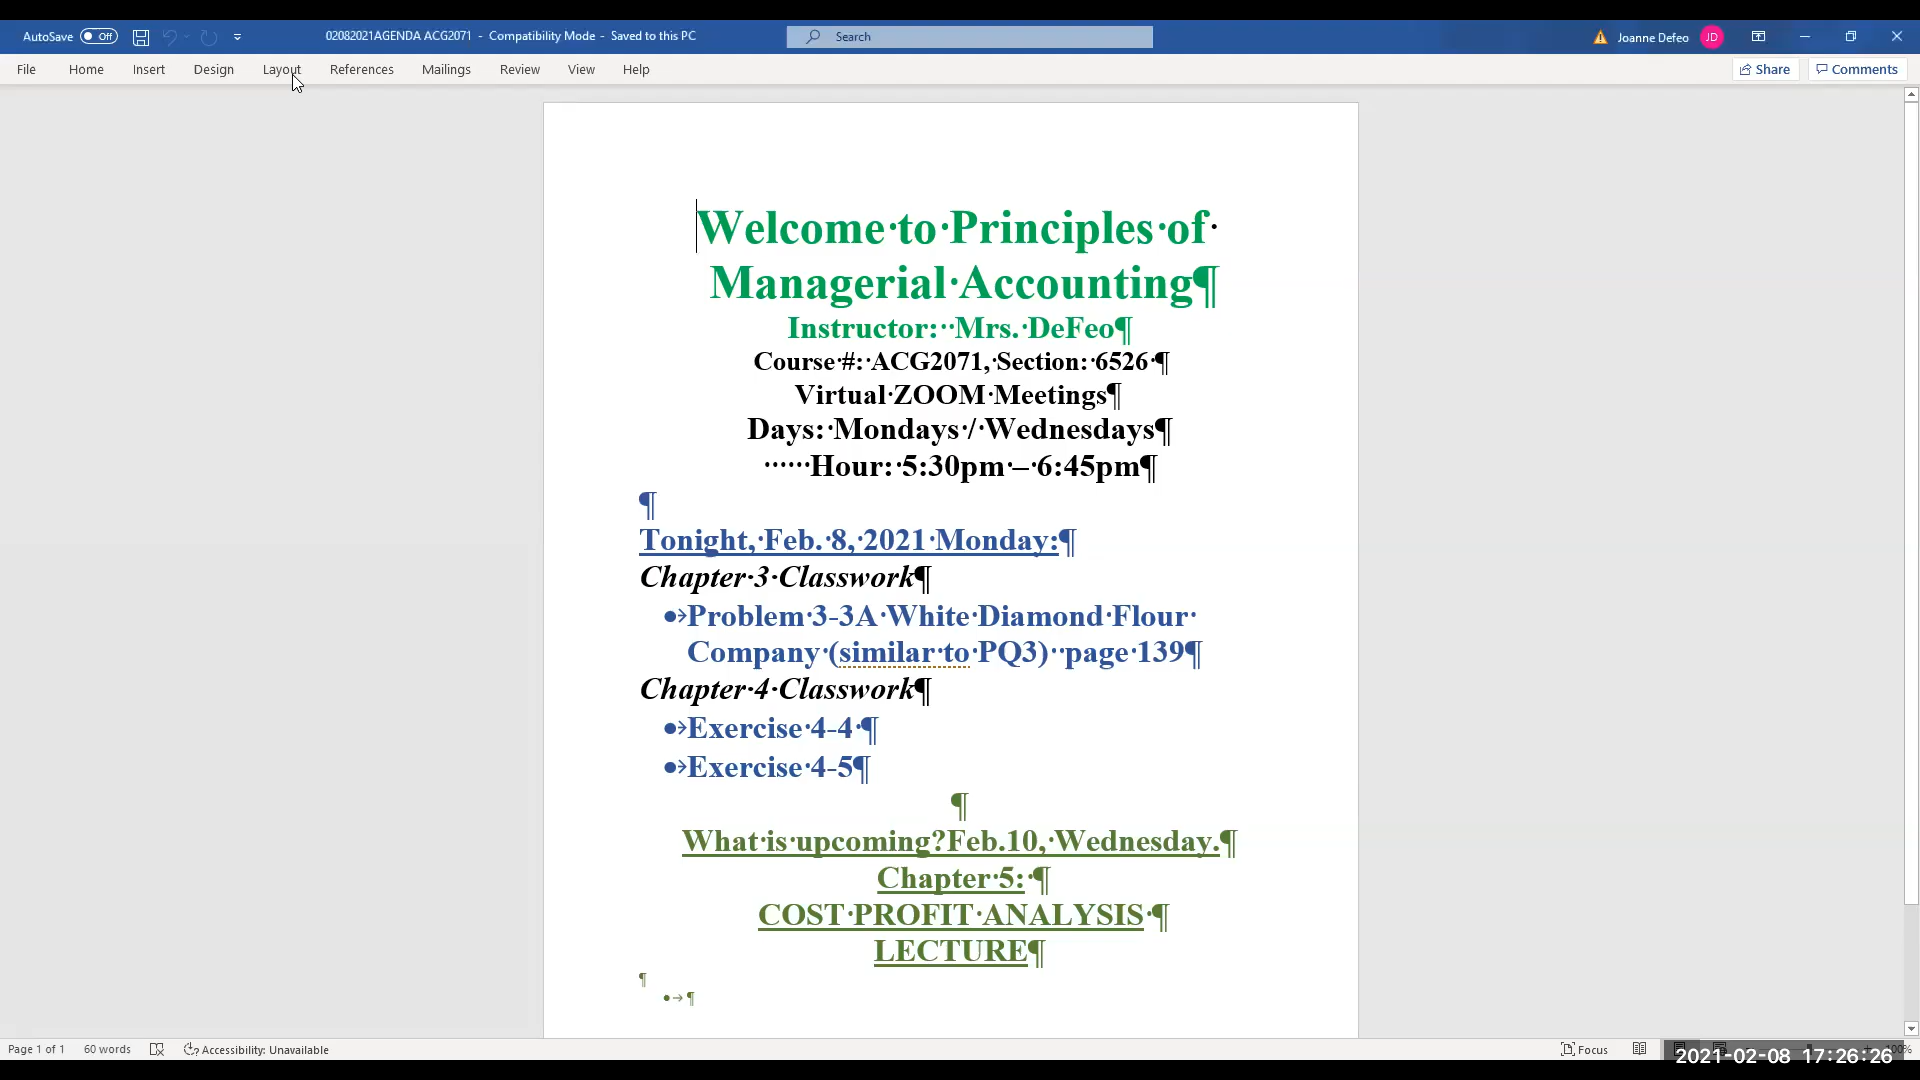 AutoSave Off 02082021AGENDA ACG2071 - Compatibility Mode - Saved to this PC Search Joanne Defeo JD
File Home Insert Design Layout References Mailings Review View Help Share Comments
Welcome·to·Principles·of·
Managerial·Accounting¶
Instructor:··Mrs.·DeFeo¶
Course·#:·ACG2071,·Section:·6526·¶
Virtual·ZOOM·Meetings¶
Days:·Mondays·/·Wednesdays¶
······Hour:·5:30pm·–·6:45pm¶
¶
Tonight,·Feb.·8,·2021·Monday:¶
Chapter·3·Classwork¶
●→Problem·3-3A·White·Diamond·Flour·
Company·(similar·to·PQ3)··page·139¶
Chapter·4·Classwork¶
●→Exercise·4-4·¶
●→Exercise·4-5¶
¶
What·is·upcoming?Feb.10,·Wednesday.¶
Chapter·5:·¶
COST·PROFIT·ANALYSIS·¶
LECTURE¶
¶
●→¶
Page 1 of 1 60 words Accessibility: Unavailable Focus 2021-02-08 17:26:26